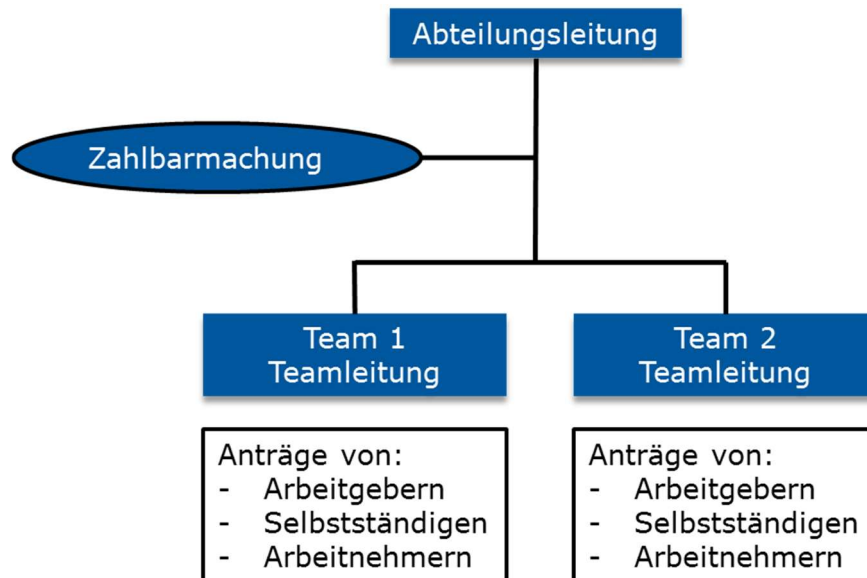 Abteilungsleitung
Zahlbarmachung
Team 1
Teamleitung
Team 2
Teamleitung
Anträge von:
- Arbeitgebern
- Selbstständigen
- Arbeitnehmern
Anträge von:
- Arbeitgebern
- Selbstständigen
- Arbeitnehmern